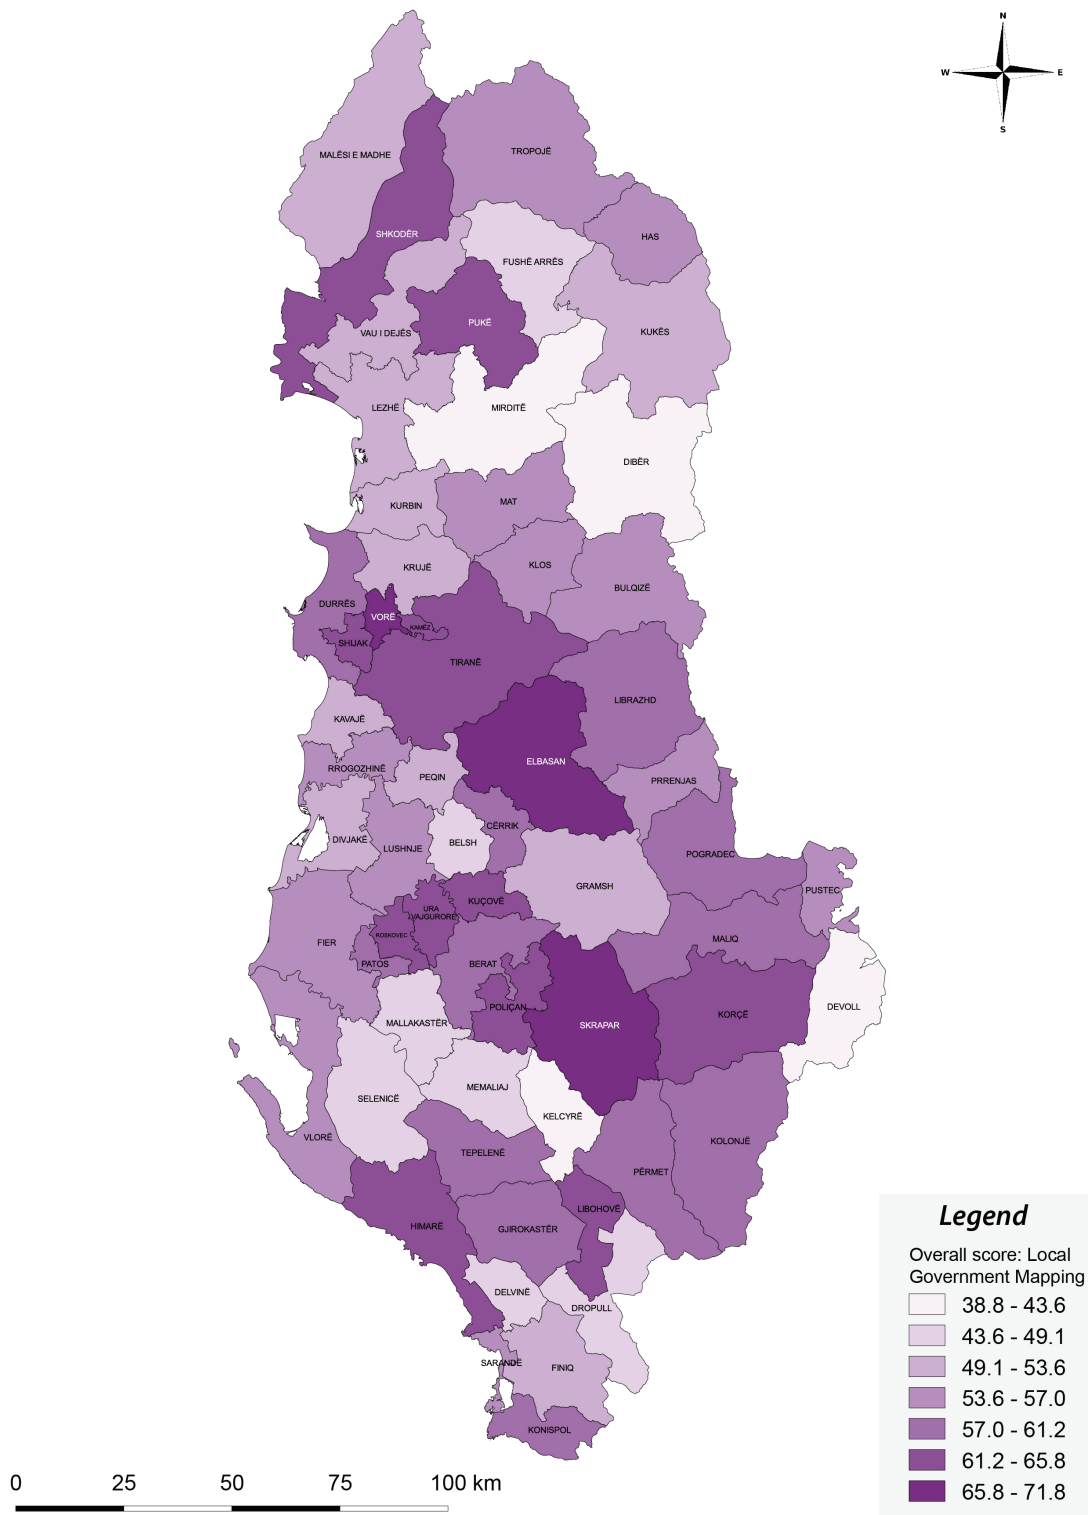 N
W
E
S
MALËSI E MADHE
TROPOJË
SHKODËR
HAS
FUSHË ARRËS
PUKË
KUKËS
VAU I DEJËS
LEZHË
MIRDITË
DIBËR
KURBIN
MAT
KRUJË
KLOS
BULQIZË
DURRËS
VORË
KAMËZ
SHIJAK
TIRANË
LIBRAZHD
KAVAJË
ELBASAN
RROGOZHINË
PEQIN
PRRENJAS
CËRRIK
DIVJAKË
LUSHNJE
BELSH
POGRADEC
GRAMSH
PUSTEC
KUÇOVË
URA
VAJGURORE
ROSKOVEC
FIER
MALIQ
PATOS
BERAT
POLIÇAN
DEVOLL
KORÇË
MALLAKASTËR
SKRAPAR
MEMALIAJ
SELENICË
KELCYRË
VLORË
KOLONJË
TEPELENË
PËRMET
LIBOHOVË
HIMARË
GJIROKASTËR
DELVINË
DROPULL
SARANDË
FINIQ
KONISPOL
Legend
Overall score: Local
Government Mapping
38.8 - 43.6
43.6 - 49.1
49.1 - 53.6
53.6 - 57.0
57.0 - 61.2
61.2 - 65.8
65.8 - 71.8
0 25 50 75 100 km